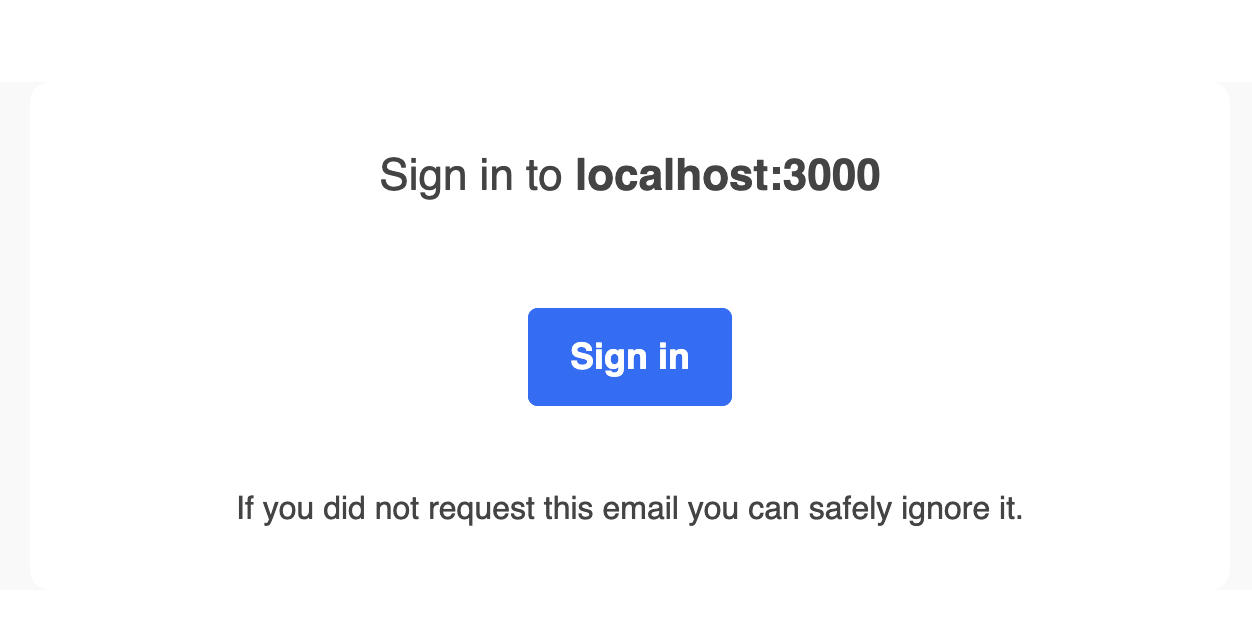 Sign in to localhost:3000
Sign in
If you did not request this email you can safely ignore it.